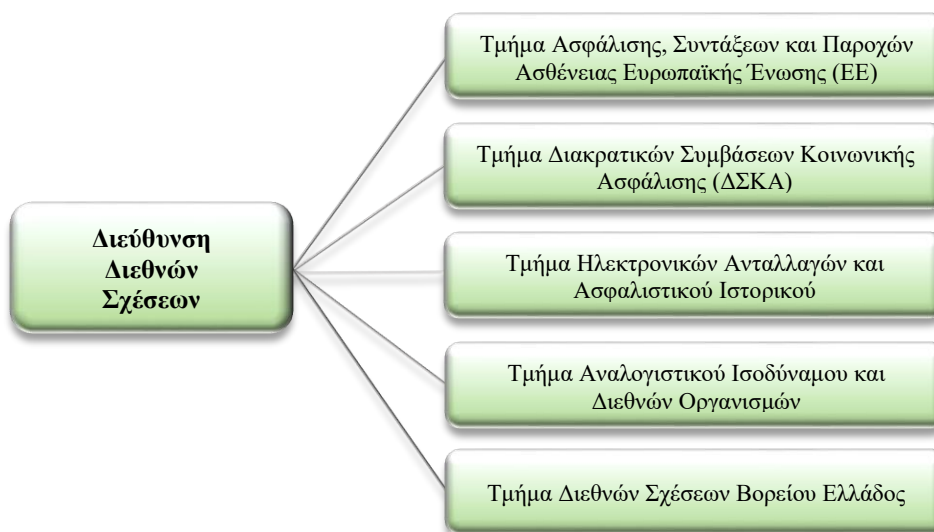 Τμήμα Ασφάλισης, Συντάξεων και Παροχών
Ασθένειας Ευρωπαϊκής Ένωσης (ΕΕ)
Τμήμα Διακρατικών Συμβάσεων Κοινωνικής
Ασφάλισης (ΔΣΚΑ)
Διεύθυνση
Διεθνών
Σχέσεων
Τμήμα Ηλεκτρονικών Ανταλλαγών και
Ασφαλιστικού Ιστορικού
Τμήμα Αναλογιστικού Ισοδύναμου και
Διεθνών Οργανισμών
Τμήμα Διεθνών Σχέσεων Βορείου Ελλάδος